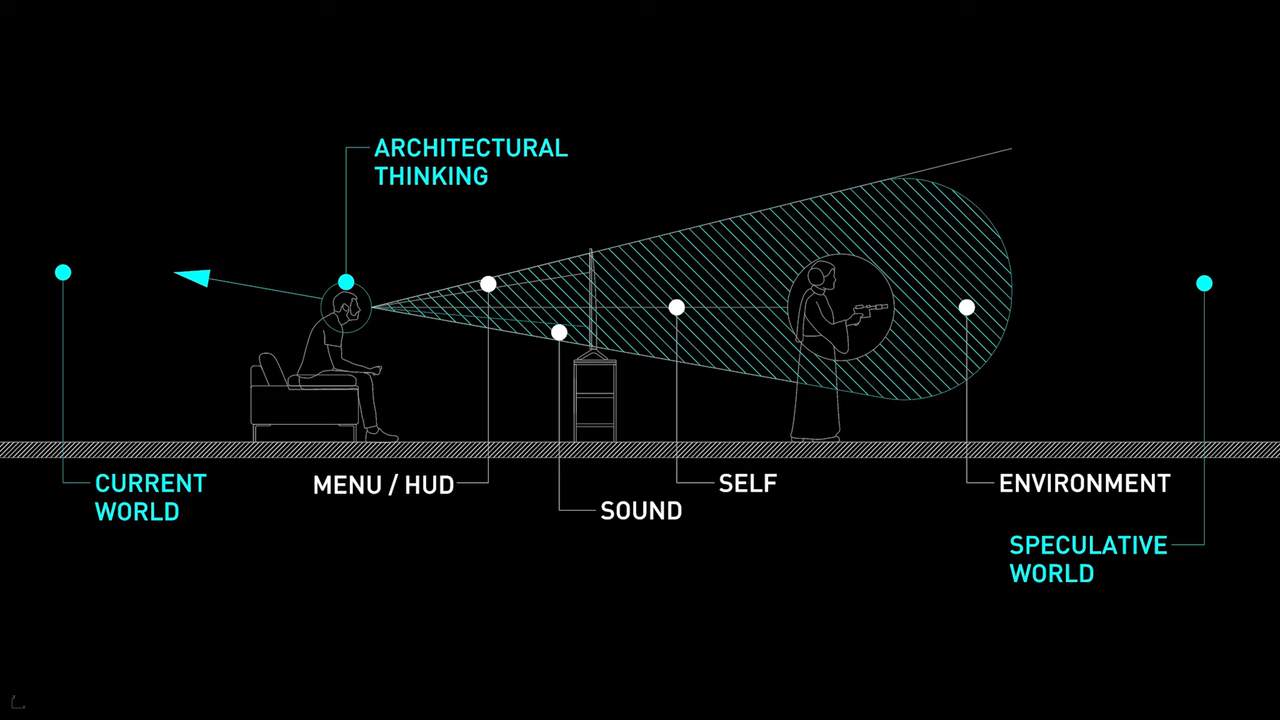 ARCHITECTURAL
THINKING
CURRENT
WORLD
MENU / HUD
SOUND
SELF
ENVIRONMENT
SPECULATIVE
WORLD